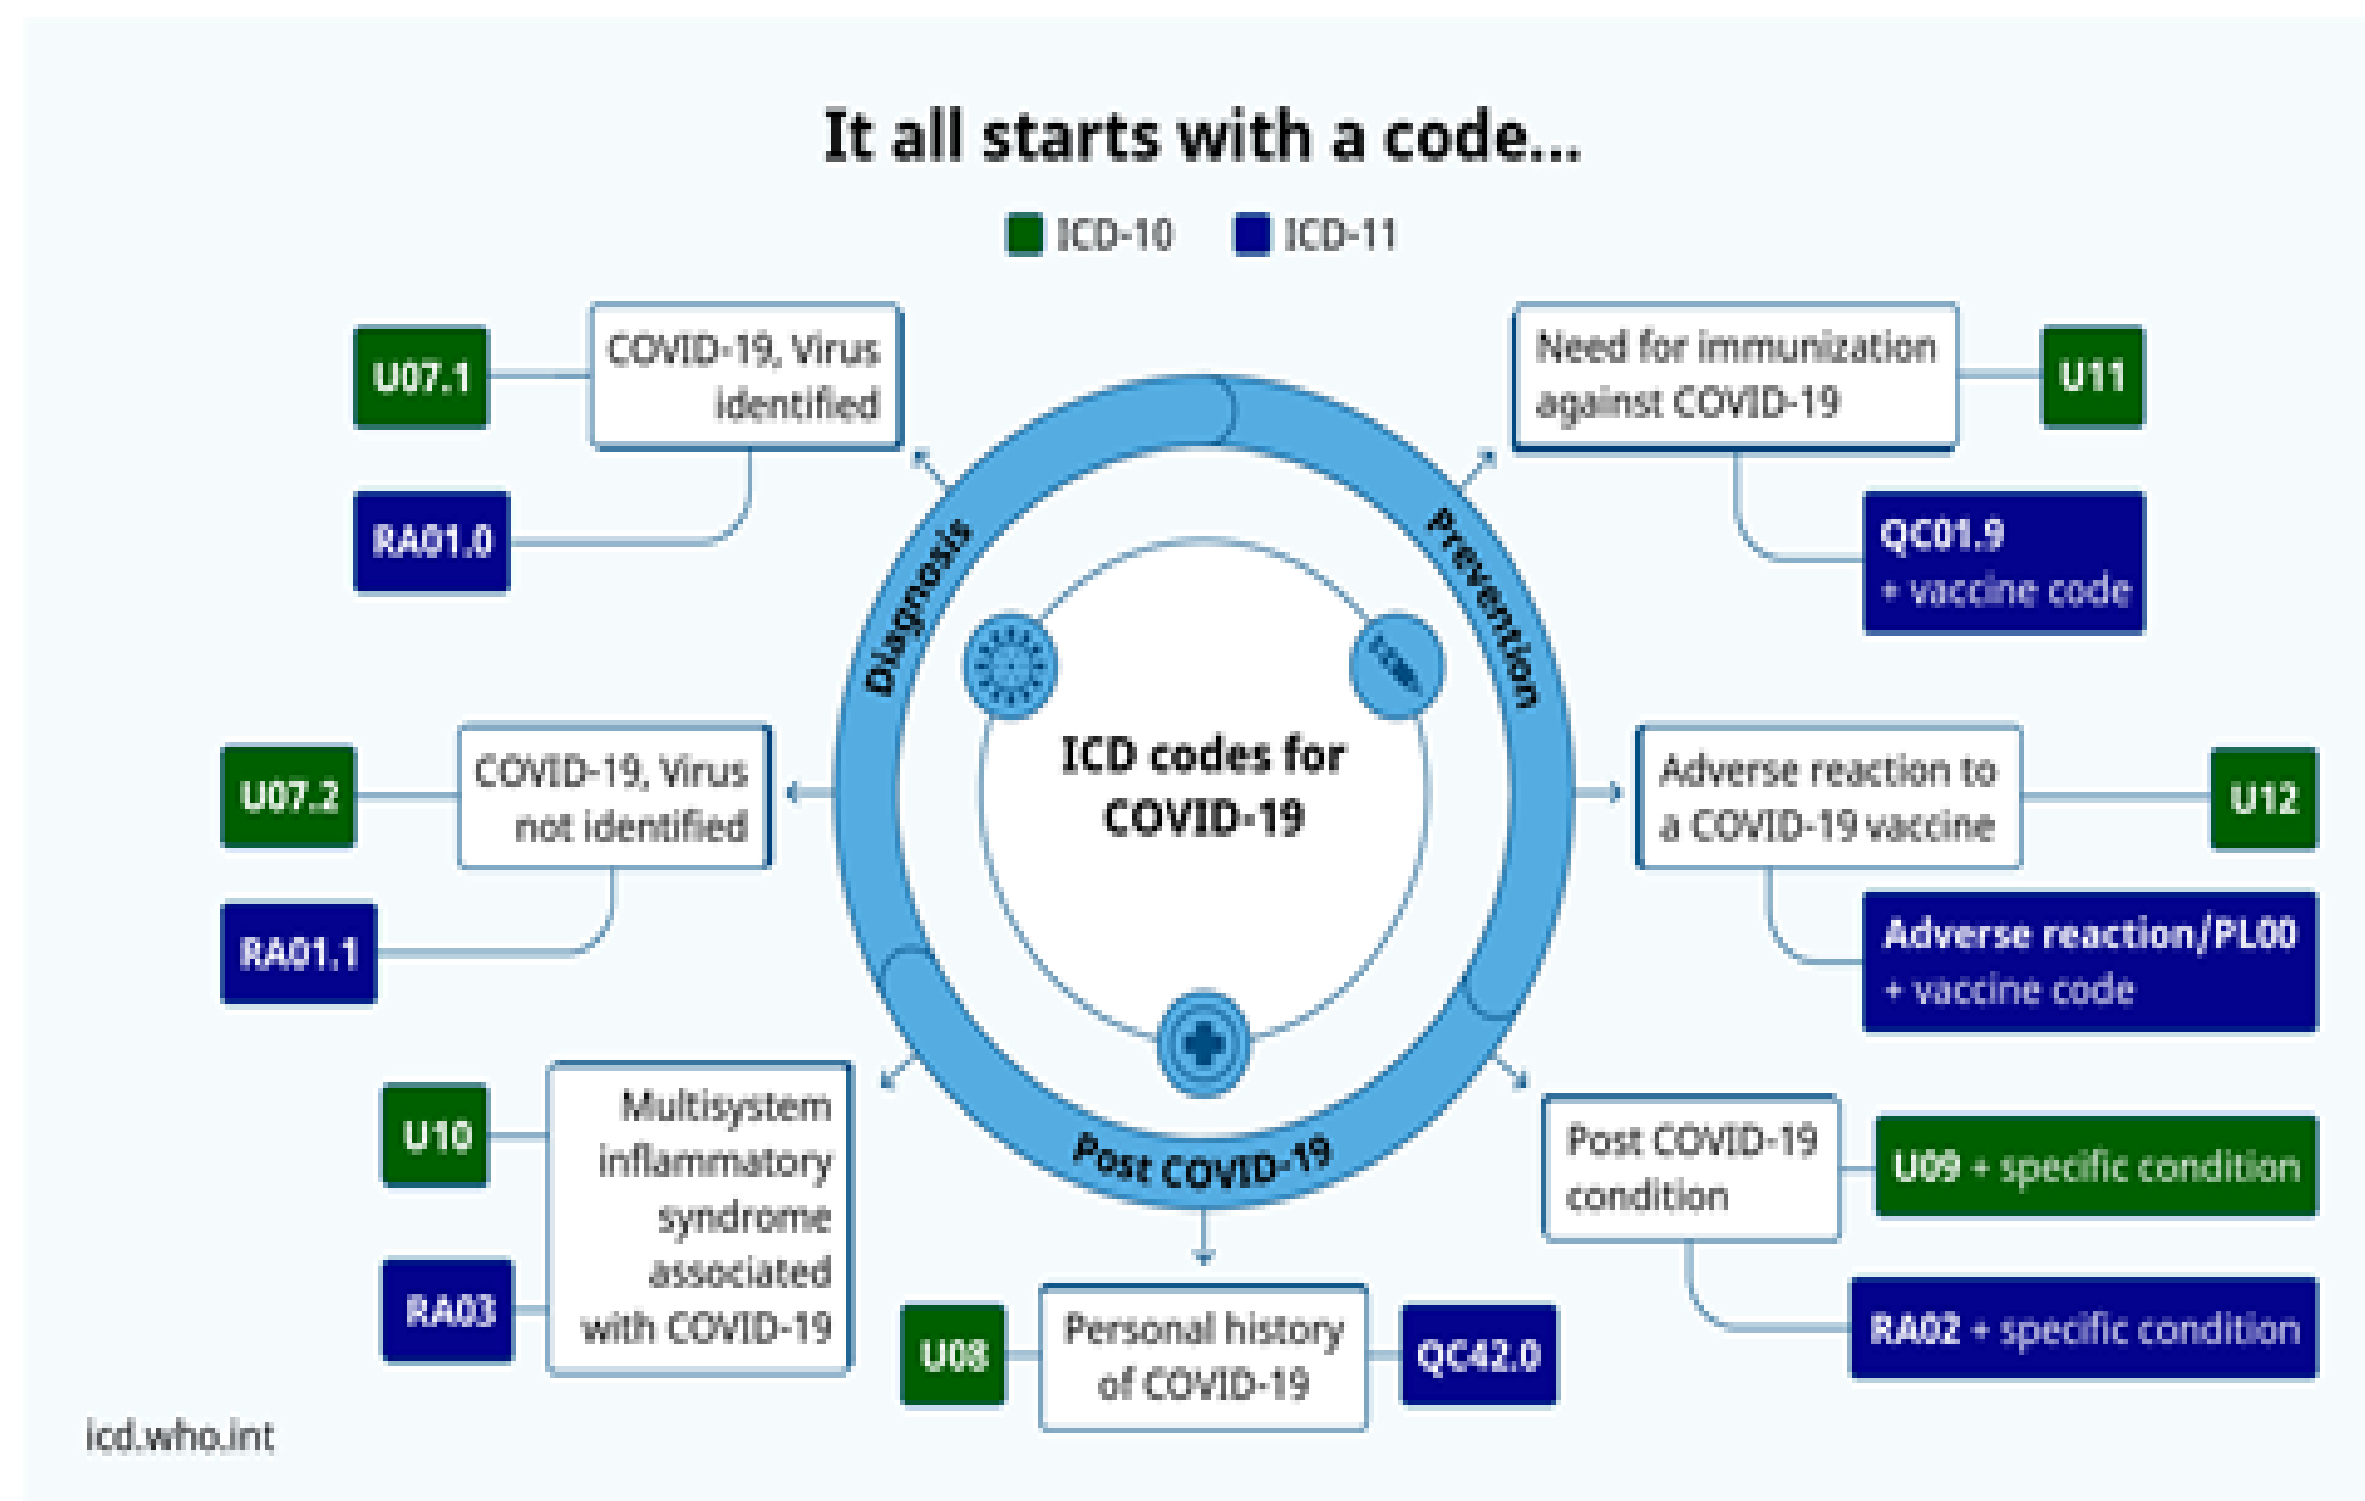 It all starts with a code...
ICD-10
ICD-11
U07.1
COVID-19, Virus
identified
RA01.0
Need for immunization
against COVID-19
U11
QC01.9
+ vaccine code
Diagnosis
Prevention
ICD codes for
COVID-19
U07.2
COVID-19, Virus
not identified
RA01.1
Adverse reaction to
a COVID-19 vaccine
U12
Adverse reaction/PL00
+ vaccine code
U10
Multisystem
inflammatory
syndrome
associated
with COVID-19
RA03
Post COVID-19
Post COVID-19
condition
U09 + specific condition
RA02 + specific condition
U08
Personal history
of COVID-19
QC42.0
icd.who.int